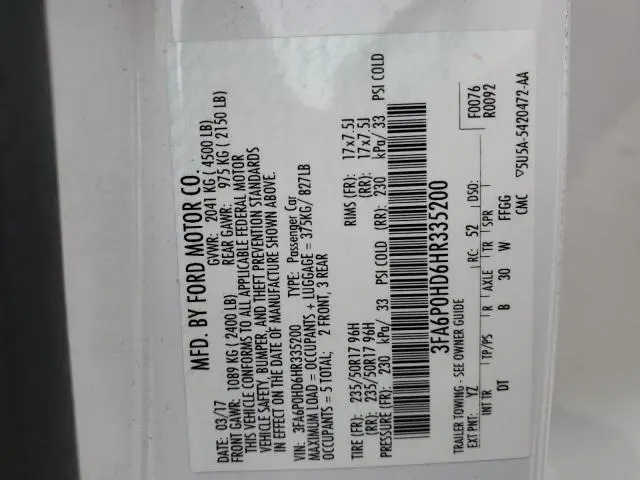 MFD. BY FORD MOTOR CO.
DATE: 03/17 GVWR: 2041 KG ( 4500 LB)
FRONT GAWR: 1089 KG ( 2400 LB) REAR GAWR: 975 KG ( 2150 LB)
THIS VEHICLE CONFORMS TO ALL APPLICABLE FEDERAL MOTOR
VEHICLE SAFETY, BUMPER, AND THEFT PREVENTION STANDARDS
IN EFFECT ON THE DATE OF MANUFACTURE SHOWN ABOVE.
VIN: 3FA6P0HD6HR335200 TYPE: Passenger Car
MAXIMUM LOAD = OCCUPANTS + LUGGAGE = 375KG/ 827LB
OCCUPANTS = 5 TOTAL; 2 FRONT, 3 REAR
TIRE (FR): 235/50R17 96H RIMS (FR): 17x7.5J
(RR): 235/50R17 96H (RR): 17x7.5J
PRESSURE (FR): 230 kPa/ 33 PSI COLD (RR): 230 kPa/ 33 PSI COLD
3FA6P0HD6HR335200
TRAILER TOWING - SEE OWNER GUIDE F0076
EXT PNT: YZ RC: 52 DSO: R0092
INT TR TP/PS R AXLE TR SPR
DT B 30 W FFGG
CMC ▽5U5A-5420472-AA